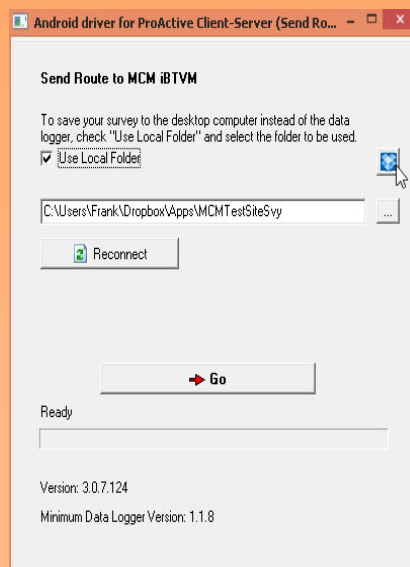 Android driver for ProActive Client-Server (Send Ro...
Send Route to MCM iBTVM
To save your survey to the desktop computer instead of the data
logger, check "Use Local Folder" and select the folder to be used.
Use Local Folder
C:\Users\Frank\Dropbox\Apps\MCMTestSiteSvy
...
Reconnect
Go
Ready
Version: 3.0.7.124
Minimum Data Logger Version: 1.1.8